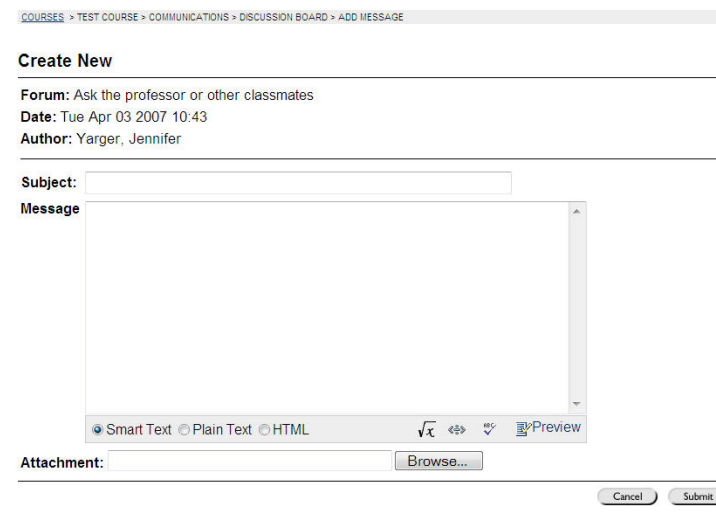 COURSES > TEST COURSE > COMMUNICATIONS > DISCUSSION BOARD > ADD MESSAGE
Create New
Forum: Ask the professor or other classmates
Date: Tue Apr 03 2007 10:43
Author: Yarger, Jennifer
Subject:
Message
Smart Text Plain Text HTML √x ABC Preview
Attachment: Browse...
Cancel Submit